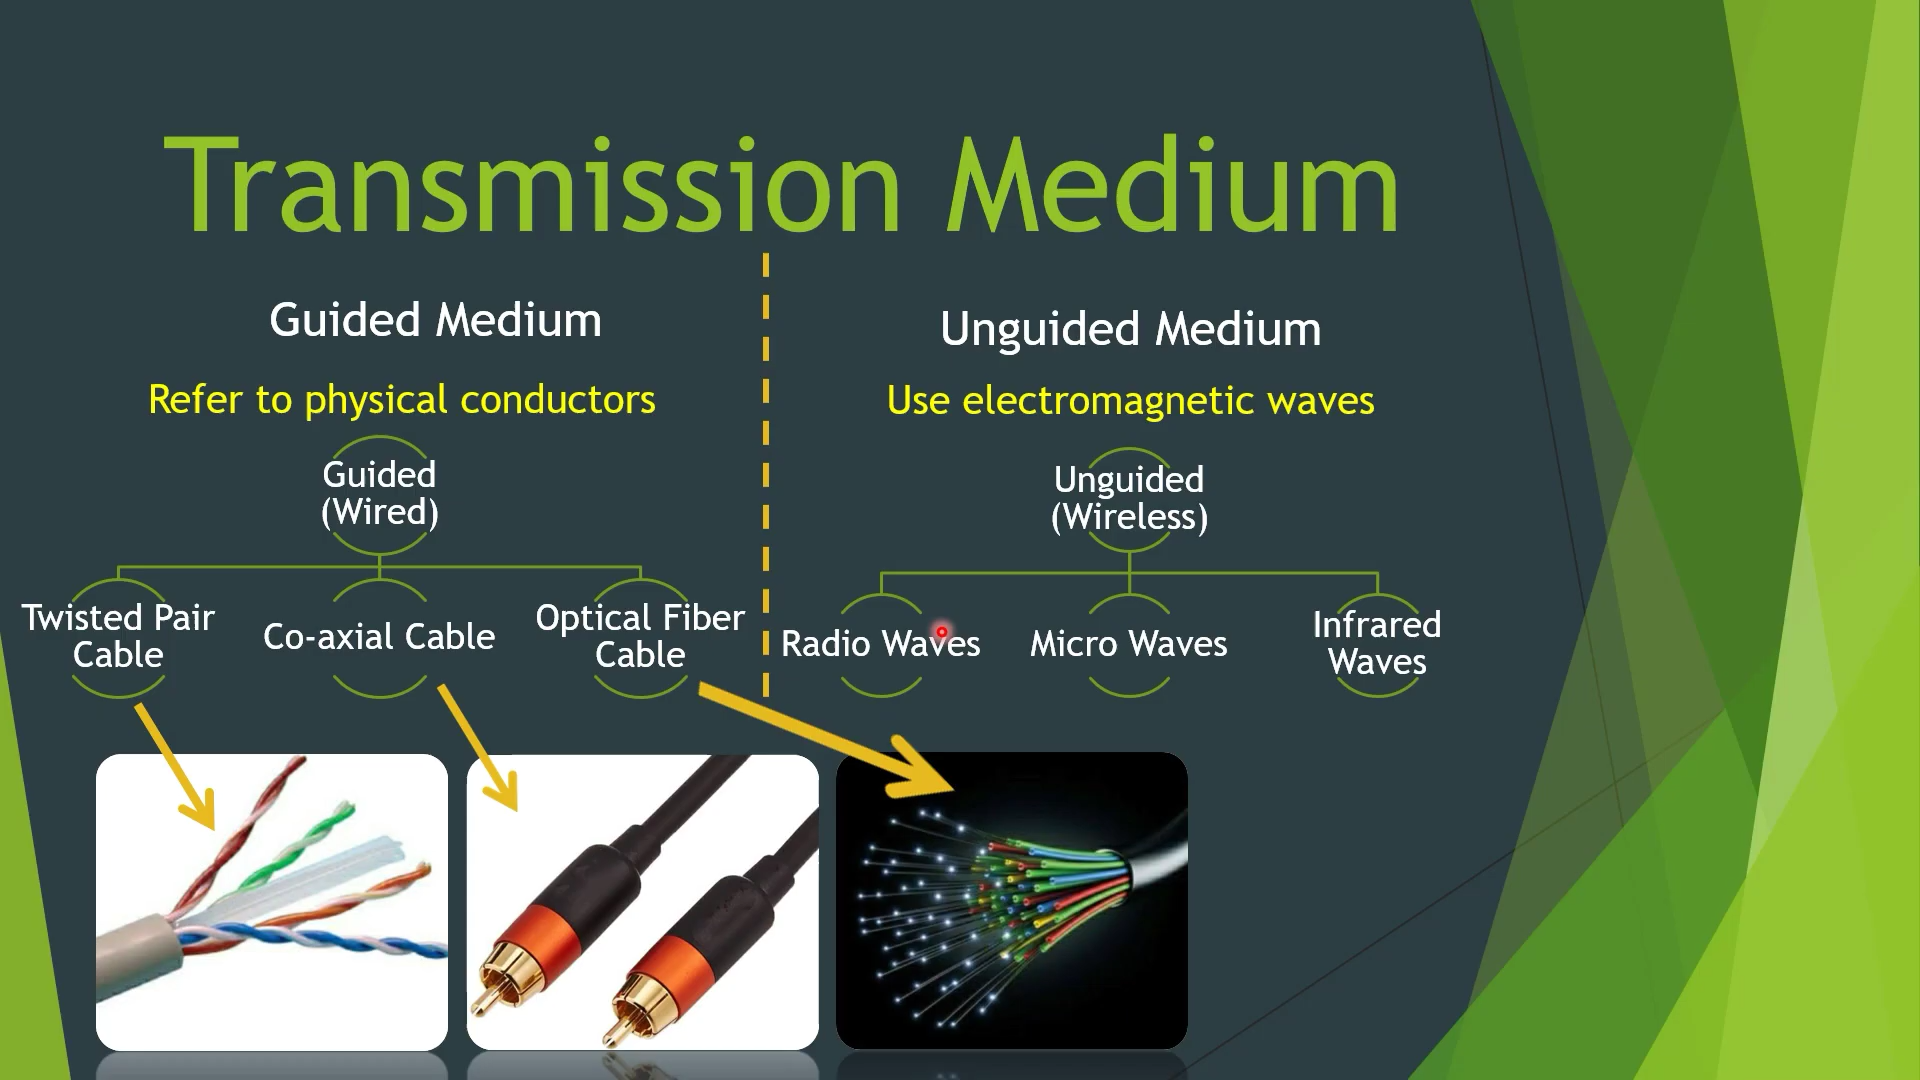 Transmission Medium
Guided Medium
Refer to physical conductors
Guided
(Wired)
Twisted Pair
Cable
Co-axial Cable
Optical Fiber
Cable
Unguided Medium
Use electromagnetic waves
Unguided
(Wireless)
Radio Waves
Micro Waves
Infrared
Waves